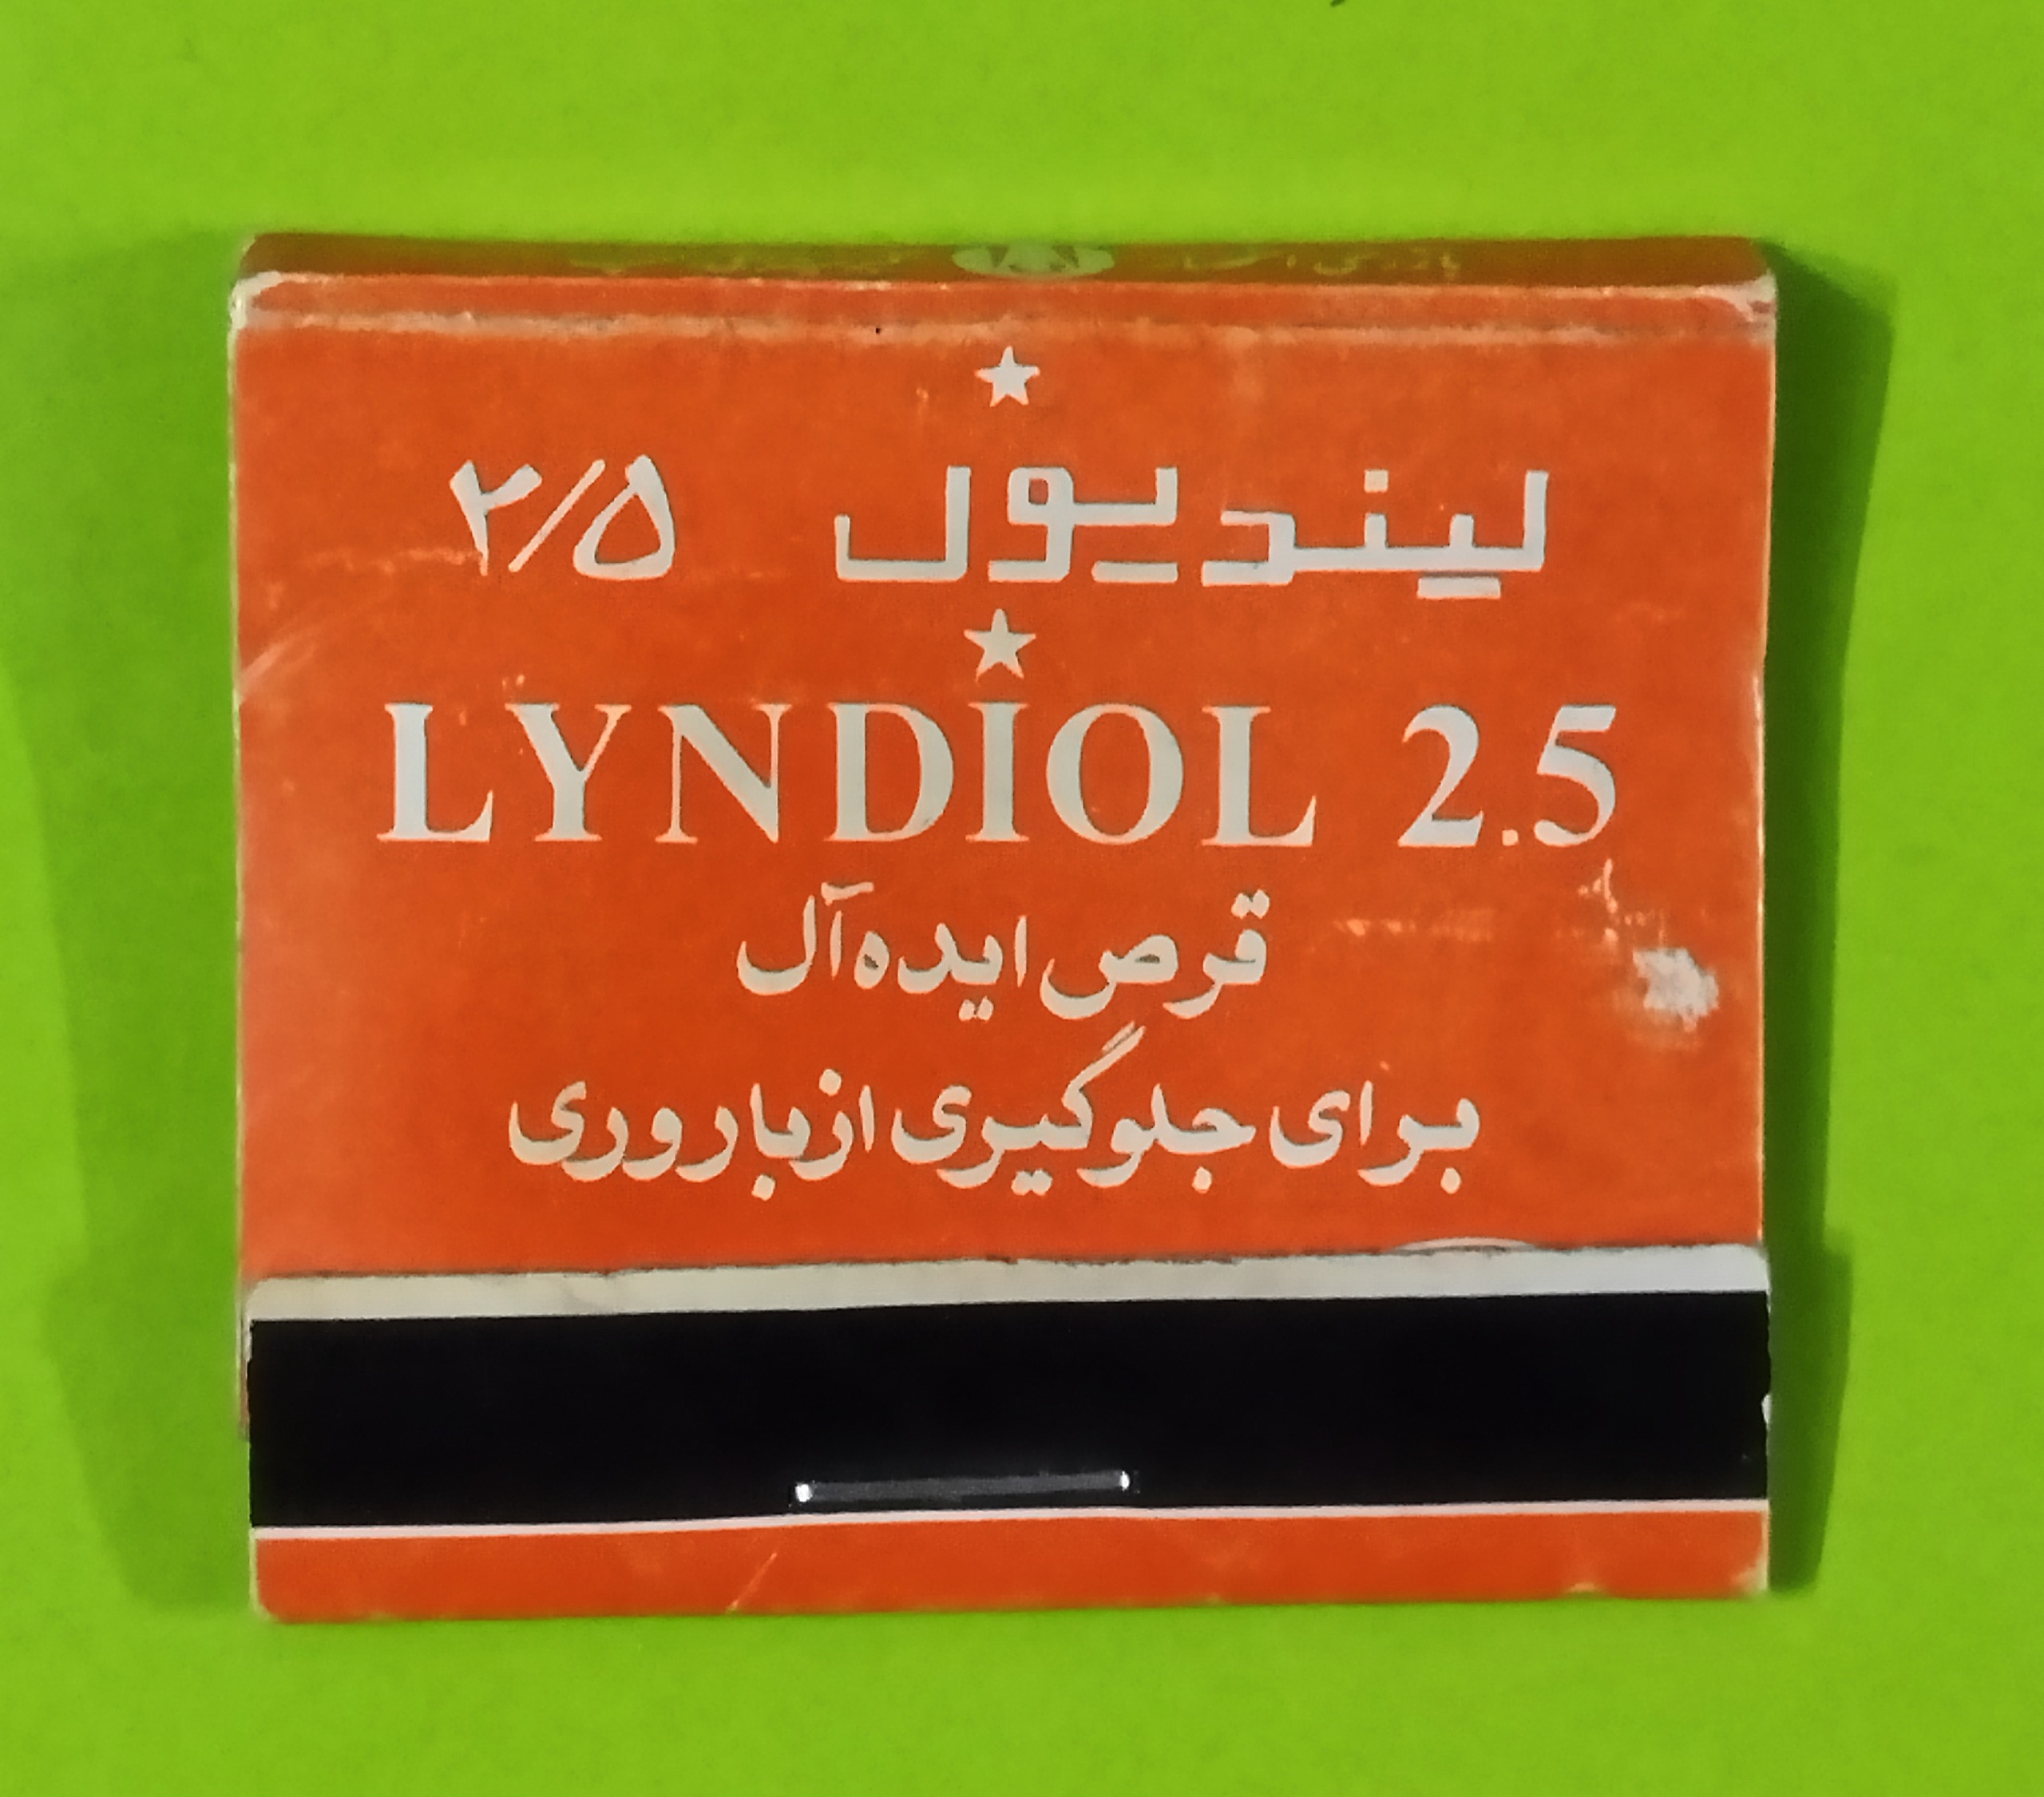 لیندیول ۲/۵
LYNDIOL 2.5
قرص ایده‌آل
برای جلوگیری از باروری